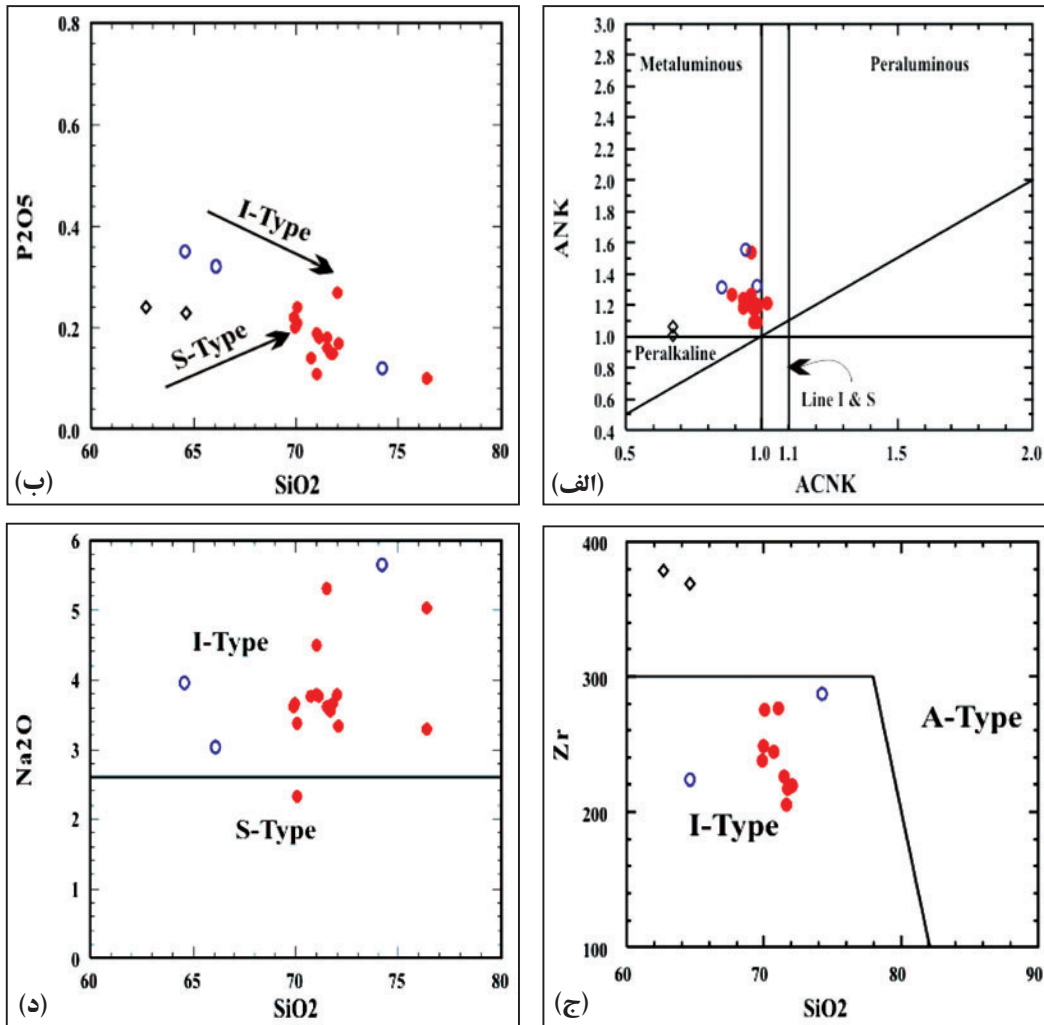 0.8
0.6
0.4
0.2
0.0
60 65 70 75 80
P2O5
SiO2
I-Type
S-Type
(ب)
3.0
2.8
2.6
2.4
2.2
2.0
1.8
1.6
1.4
1.2
1.0
0.8
0.6
0.4
0.5 1.0 1.1 1.5 2.0
ANK
ACNK
Metaluminous Peraluminous
Peralkaline
Line I & S
(الف)
6
5
4
3
2
1
0
60 65 70 75 80
Na2O
SiO2
I-Type
S-Type
(د)
400
300
200
100
60 70 80 90
Zr
SiO2
A-Type
I-Type
(ج)